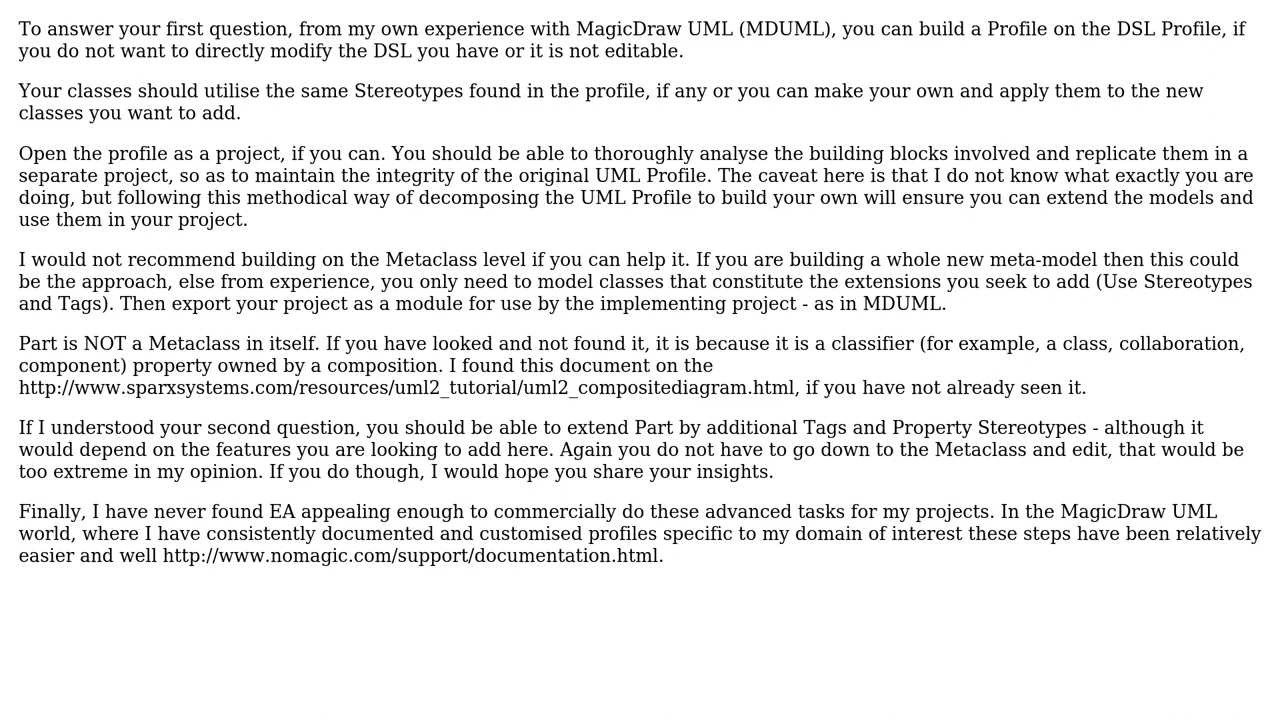 To answer your first question, from my own experience with MagicDraw UML (MDUML), you can build a Profile on the DSL Profile, if
you do not want to directly modify the DSL you have or it is not editable.
Your classes should utilise the same Stereotypes found in the profile, if any or you can make your own and apply them to the new
classes you want to add.
Open the profile as a project, if you can. You should be able to thoroughly analyse the building blocks involved and replicate them in a
separate project, so as to maintain the integrity of the original UML Profile. The caveat here is that I do not know what exactly you are
doing, but following this methodical way of decomposing the UML Profile to build your own will ensure you can extend the models and
use them in your project.
I would not recommend building on the Metaclass level if you can help it. If you are building a whole new meta-model then this could
be the approach, else from experience, you only need to model classes that constitute the extensions you seek to add (Use Stereotypes
and Tags). Then export your project as a module for use by the implementing project - as in MDUML.
Part is NOT a Metaclass in itself. If you have looked and not found it, it is because it is a classifier (for example, a class, collaboration,
component) property owned by a composition. I found this document on the
http://www.sparxsystems.com/resources/uml2_tutorial/uml2_compositediagram.html, if you have not already seen it.
If I understood your second question, you should be able to extend Part by additional Tags and Property Stereotypes - although it
would depend on the features you are looking to add here. Again you do not have to go down to the Metaclass and edit, that would be
too extreme in my opinion. If you do though, I would hope you share your insights.
Finally, I have never found EA appealing enough to commercially do these advanced tasks for my projects. In the MagicDraw UML
world, where I have consistently documented and customised profiles specific to my domain of interest these steps have been relatively
easier and well http://www.nomagic.com/support/documentation.html.